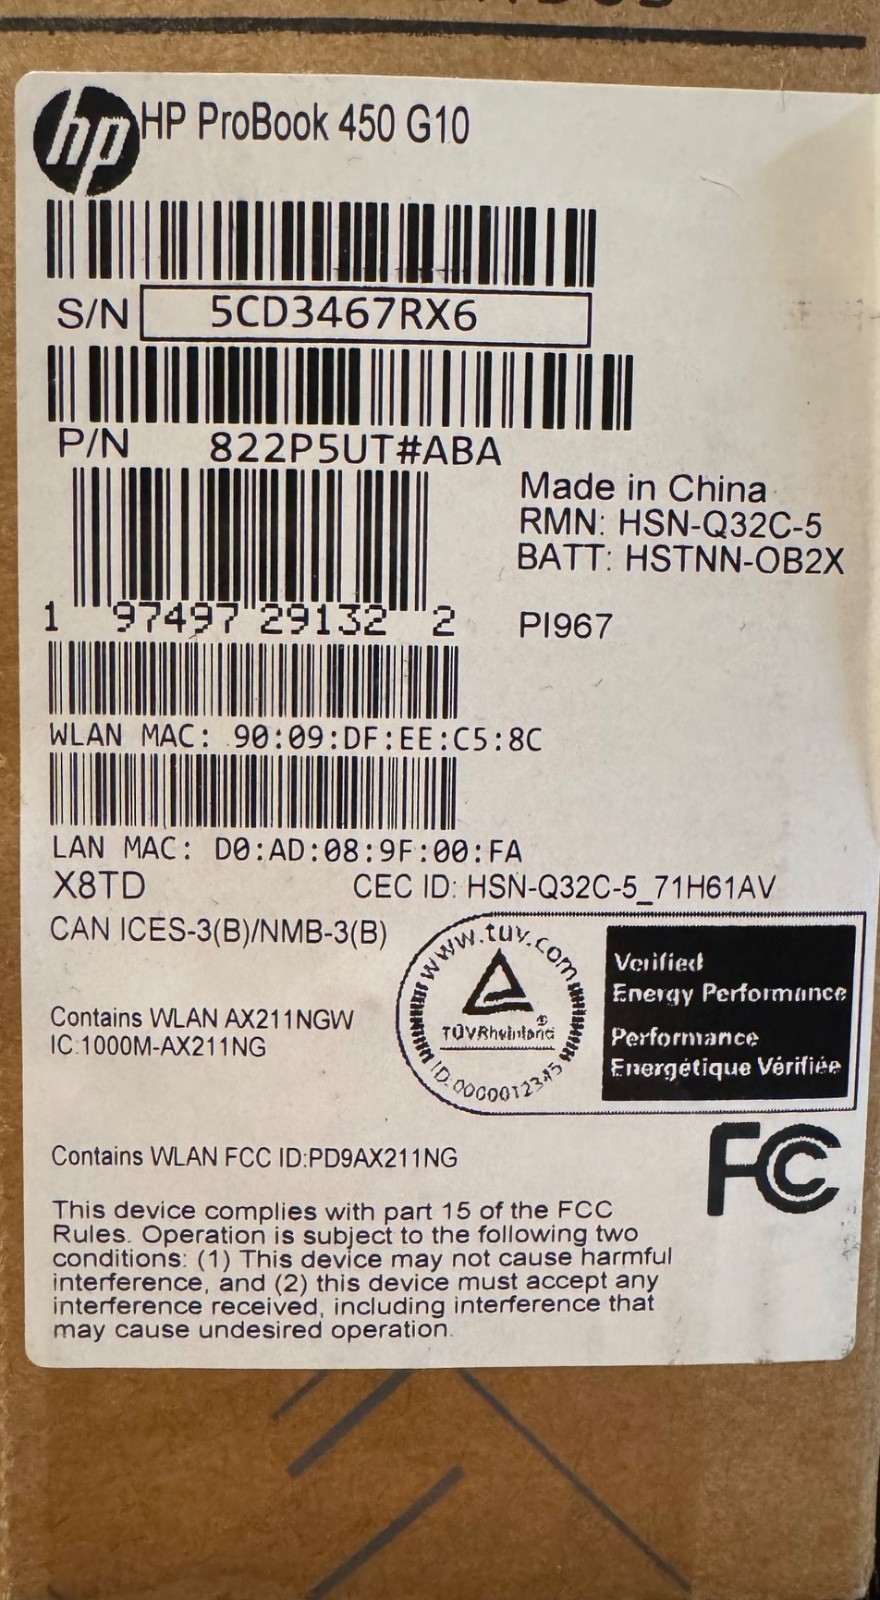 hp HP ProBook 450 G10
S/N 5CD3467RX6
P/N 822P5UT#ABA
Made in China
RMN: HSN-Q32C-5
BATT: HSTNN-OB2X
1 97497 29132 2
PI967
WLAN MAC: 90:09:DF:EE:C5:8C
LAN MAC: D0:AD:08:9F:00:FA
X8TD CEC ID: HSN-Q32C-5_71H61AV
CAN ICES-3(B)/NMB-3(B)
www.tuv.com
TÜVRheinland®
ID:0000012345
Verified
Energy Performance
Performance
Energétique Vérifiée
Contains WLAN AX211NGW
IC:1000M-AX211NG
Contains WLAN FCC ID:PD9AX211NG
FC
This device complies with part 15 of the FCC
Rules. Operation is subject to the following two
conditions: (1) This device may not cause harmful
interference, and (2) this device must accept any
interference received, including interference that
may cause undesired operation.